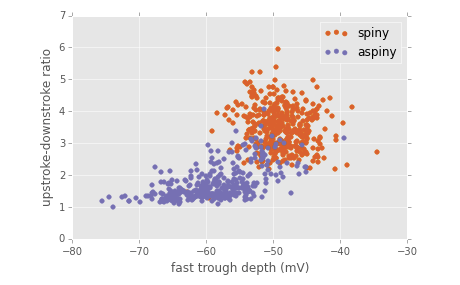 7
6
5
4
3
2
1
0
upstroke-downstroke ratio
spiny
aspiny
−80 −70 −60 −50 −40 −30
fast trough depth (mV)